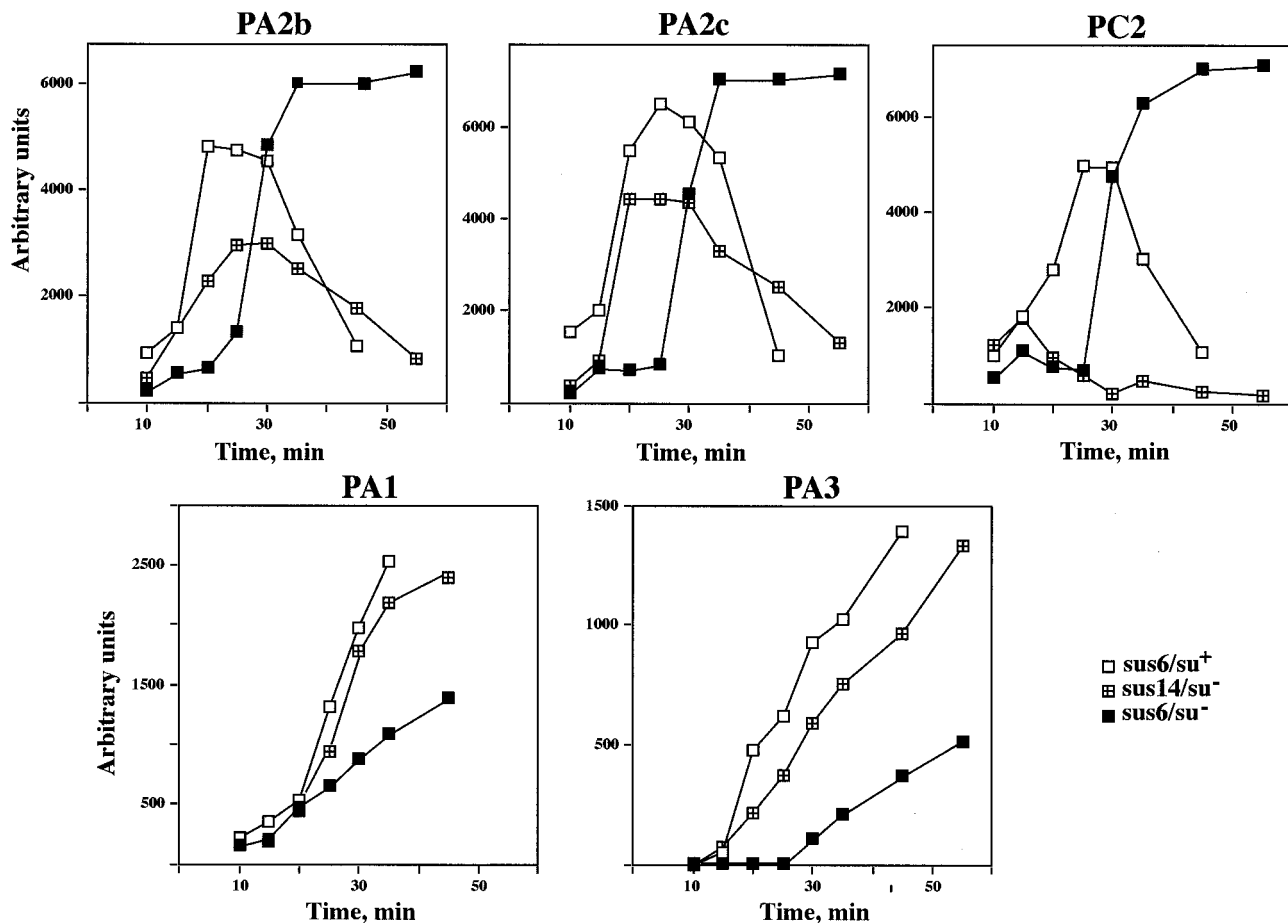 PA2b
PA2c
PC2
Arbitrary units
6000
4000
2000
10 30 50
Time, min
6000
4000
2000
10 30 50
Time, min
6000
4000
2000
10 30 50
Time, min
PA1
PA3
Arbitrary units
2500
1500
500
10 30 50
Time, min
1500
1000
500
10 30 50
Time, min
sus6/su+
sus14/su-
sus6/su-